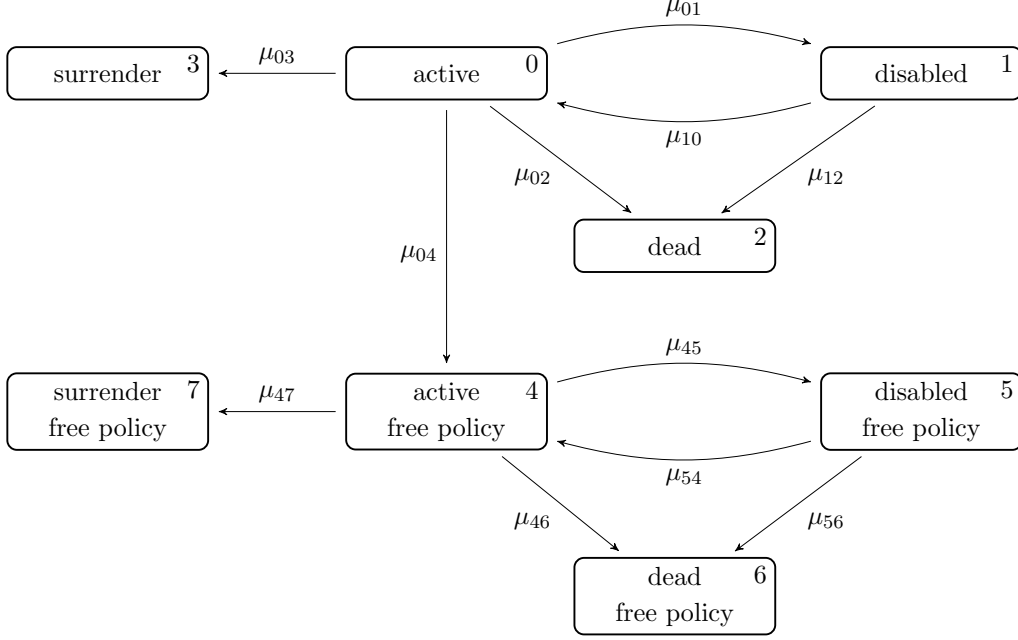 μ01
surrender 3
μ03
active 0
disabled 1
μ10
μ02
μ12
dead 2
μ04
μ45
surrender 7
free policy
μ47
active 4
free policy
disabled 5
free policy
μ54
μ46
μ56
dead 6
free policy